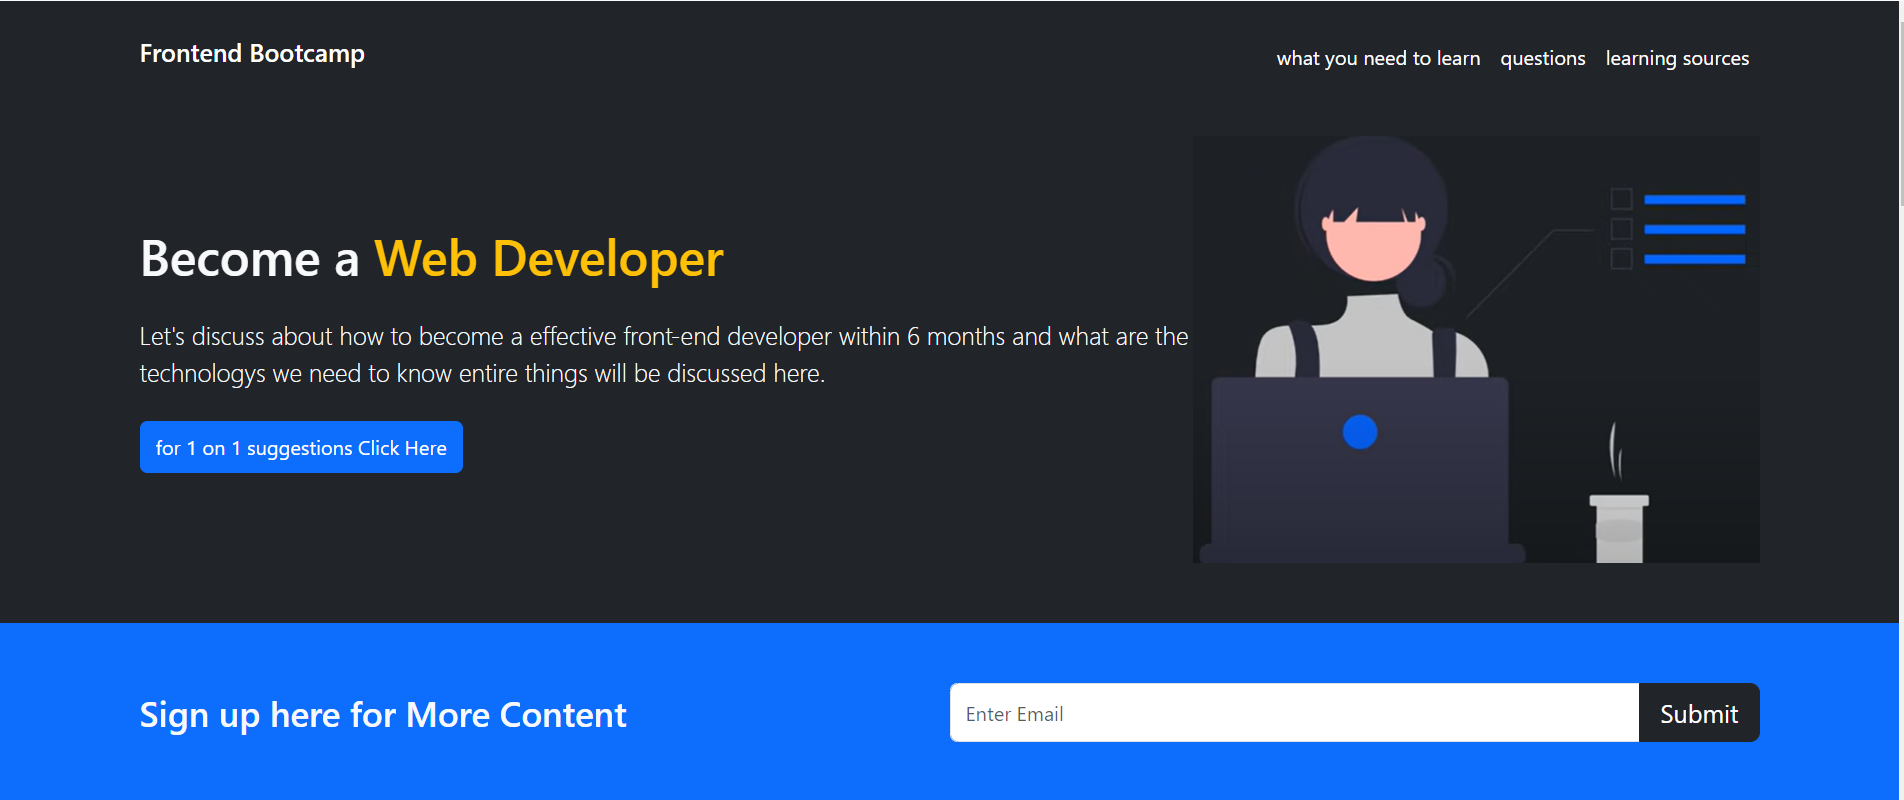 Frontend Bootcamp
what you need to learn questions learning sources
Become a Web Developer
Let's discuss about how to become a effective front-end developer within 6 months and what are the
technologys we need to know entire things will be discussed here.
for 1 on 1 suggestions Click Here
Sign up here for More Content
Enter Email
Submit